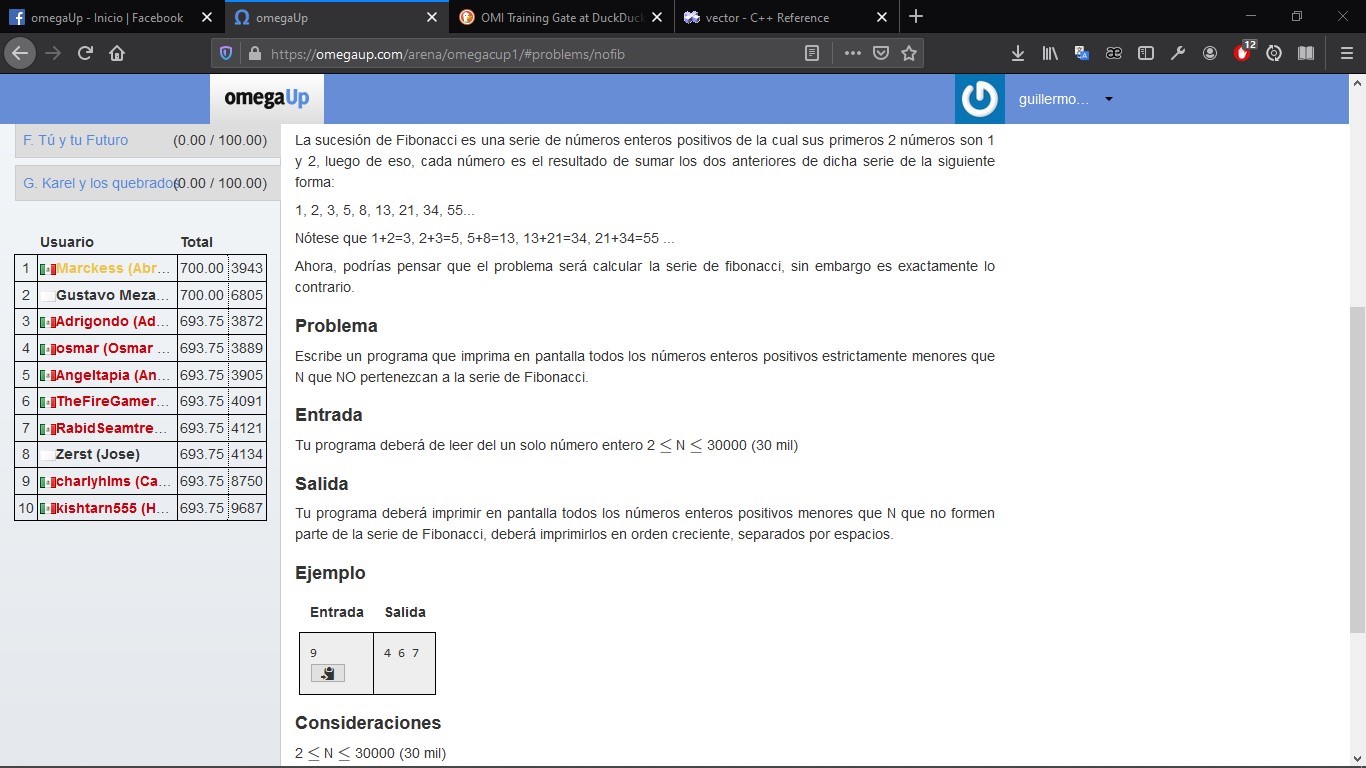 omegaUp - Inicio | Facebook
omegaUp
OMI Training Gate at DuckDuc
vector - C++ Reference
https://omegaup.com/arena/omegacup1/#problems/nofib
12
omegaUp
guillermo...
F. Tú y tu Futuro (0.00 / 100.00)
G. Karel y los quebrados (0.00 / 100.00)
Usuario Total
1 Marckess (Abr... 700.00 3943
2 Gustavo Meza... 700.00 6805
3 Adrigondo (Ad... 693.75 3872
4 osmar (Osmar ... 693.75 3889
5 Angeltapia (An... 693.75 3905
6 TheFireGamer... 693.75 4091
7 RabidSeamtre... 693.75 4121
8 Zerst (Jose) 693.75 4134
9 charlyhlms (Ca... 693.75 8750
10 kishtarn555 (H... 693.75 9687
La sucesión de Fibonacci es una serie de números enteros positivos de la cual sus primeros 2 números son 1
y 2, luego de eso, cada número es el resultado de sumar los dos anteriores de dicha serie de la siguiente
forma:
1, 2, 3, 5, 8, 13, 21, 34, 55...
Nótese que 1+2=3, 2+3=5, 5+8=13, 13+21=34, 21+34=55 ...
Ahora, podrías pensar que el problema será calcular la serie de fibonacci, sin embargo es exactamente lo
contrario.
Problema
Escribe un programa que imprima en pantalla todos los números enteros positivos estrictamente menores que
N que NO pertenezcan a la serie de Fibonacci.
Entrada
Tu programa deberá de leer del un solo número entero 2 ≤ N ≤ 30000 (30 mil)
Salida
Tu programa deberá imprimir en pantalla todos los números enteros positivos menores que N que no formen
parte de la serie de Fibonacci, deberá imprimirlos en orden creciente, separados por espacios.
Ejemplo
Entrada Salida
9 4 6 7
Consideraciones
2 ≤ N ≤ 30000 (30 mil)